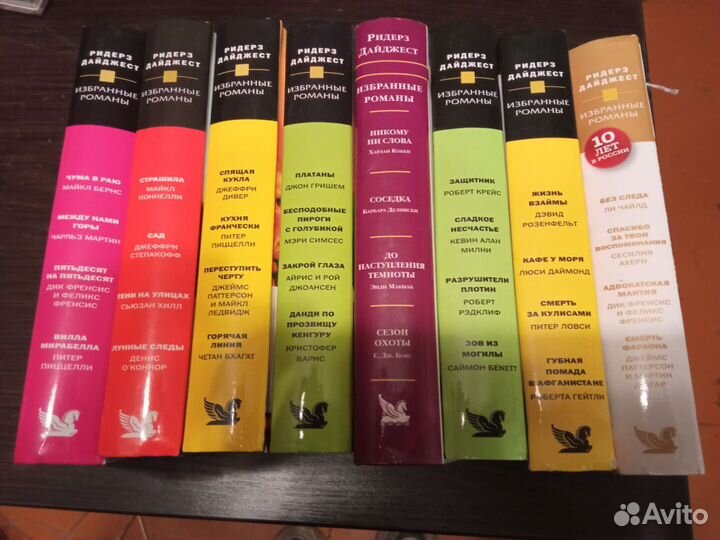 РИДЕРЗ
ДАЙДЖЕСТ
ИЗБРАННЫЕ
РОМАНЫ
ЧУМА В РАЮ
МАЙКЛ БЕРНС
МЕЖДУ НАМИ
ГОРЫ
ЧАРЛЬЗ МАРТИН
ПЯТЬДЕСЯТ
НА ПЯТЬДЕСЯТ
ДИК ФРЕНСИС
И ФЕЛИКС
ФРЕНСИС
ВИЛЛА
МИРАБЕЛЛА
ПИТЕР
ПИЦЦЕЛЛИ
РИДЕРЗ
ДАЙДЖЕСТ
ИЗБРАННЫЕ
РОМАНЫ
СТРАШИЛА
МАЙКЛ
КОННЕЛЛИ
САД
ДЖЕФФРИ
СТЕПАКОФФ
ТЕНИ НА УЛИЦАХ
СЬЮЗАН ХИЛЛ
ЛУННЫЕ СЛЕДЫ
ДЕНИС
О'КОННОР
РИДЕРЗ
ДАЙДЖЕСТ
ИЗБРАННЫЕ
РОМАНЫ
СПЯЩАЯ
КУКЛА
ДЖЕФФРИ
ДИВЕР
КУХНЯ
ФРАНЧЕСКИ
ПИТЕР
ПИЦЦЕЛЛИ
ПЕРЕСТУПИТЬ
ЧЕРТУ
ДЖЕЙМС
ПАТТЕРСОН
И МАЙКЛ
ЛЕДВИДЖ
ГОРЯЧАЯ
ЛИНИЯ
ЧЕТАН БХАГАТ
РИДЕРЗ
ДАЙДЖЕСТ
ИЗБРАННЫЕ
РОМАНЫ
ПЛАТАНЫ
ДЖОН ГРИШЕМ
БЕСПОДОБНЫЕ
ПИРОГИ
С ГОЛУБИКОЙ
МЭРИ СИМСЕС
ЗАКРОЙ ГЛАЗА
АЙРИС И РОЙ
ДЖОАНСЕН
ДАНДИ ПО
ПРОЗВИЩУ
КЕНГУРУ
КРИСТОФЕР
БАРНС
РИДЕРЗ
ДАЙДЖЕСТ
ИЗБРАННЫЕ
РОМАНЫ
НИКОМУ
НИ СЛОВА
ХАРЛАН КОБЕН
СОСЕДКА
БАРБАРА ДЕЛИНСКИ
ДО
НАСТУПЛЕНИЯ
ТЕМНОТЫ
ЭНДИ МАКНАБ
СЕЗОН
ОХОТЫ
С. ДЖ. БОКС
РИДЕРЗ
ДАЙДЖЕСТ
ИЗБРАННЫЕ
РОМАНЫ
ЗАЩИТНИК
РОБЕРТ КРЕЙС
СЛАДКОЕ
НЕСЧАСТЬЕ
КЕВИН АЛАН
МИЛНИ
РАЗРУШИТЕЛИ
ПЛОТИН
РОБЕРТ
РЭДКЛИФ
ЗОВ ИЗ
МОГИЛЫ
САЙМОН БЕКЕТТ
РИДЕРЗ
ДАЙДЖЕСТ
ИЗБРАННЫЕ
РОМАНЫ
ЖИЗНЬ
ВЗАЙМЫ
ДЭВИД
РОЗЕНФЕЛЬТ
КАФЕ У МОРЯ
ЛЮСИ ДАЙМОНД
СМЕРТЬ
ЗА КУЛИСАМИ
ПИТЕР ЛОВСИ
ГУБНАЯ
ПОМАДА
В АФГАНИСТАНЕ
РОБЕРТА ГЕЙТЛИ
РИДЕРЗ
ДАЙДЖЕСТ
ИЗБРАННЫЕ
РОМАНЫ
10
ЛЕТ
В РОССИИ
БЕЗ СЛЕДА
ЛИ ЧАЙЛД
СПАСИБО
ЗА ТВОИ
ВОСПОМИНАНИЯ
СЕСИЛИЯ
АХЕРН
АДВОКАТСКАЯ
МАНТИЯ
ДИК ФРЕНСИС
И ФЕЛИКС
ФРЕНСИС
СМЕРТЬ
ФАРАОНА
ДЖЕЙМС
ПАТТЕРСОН
И МАРТИН
Avito